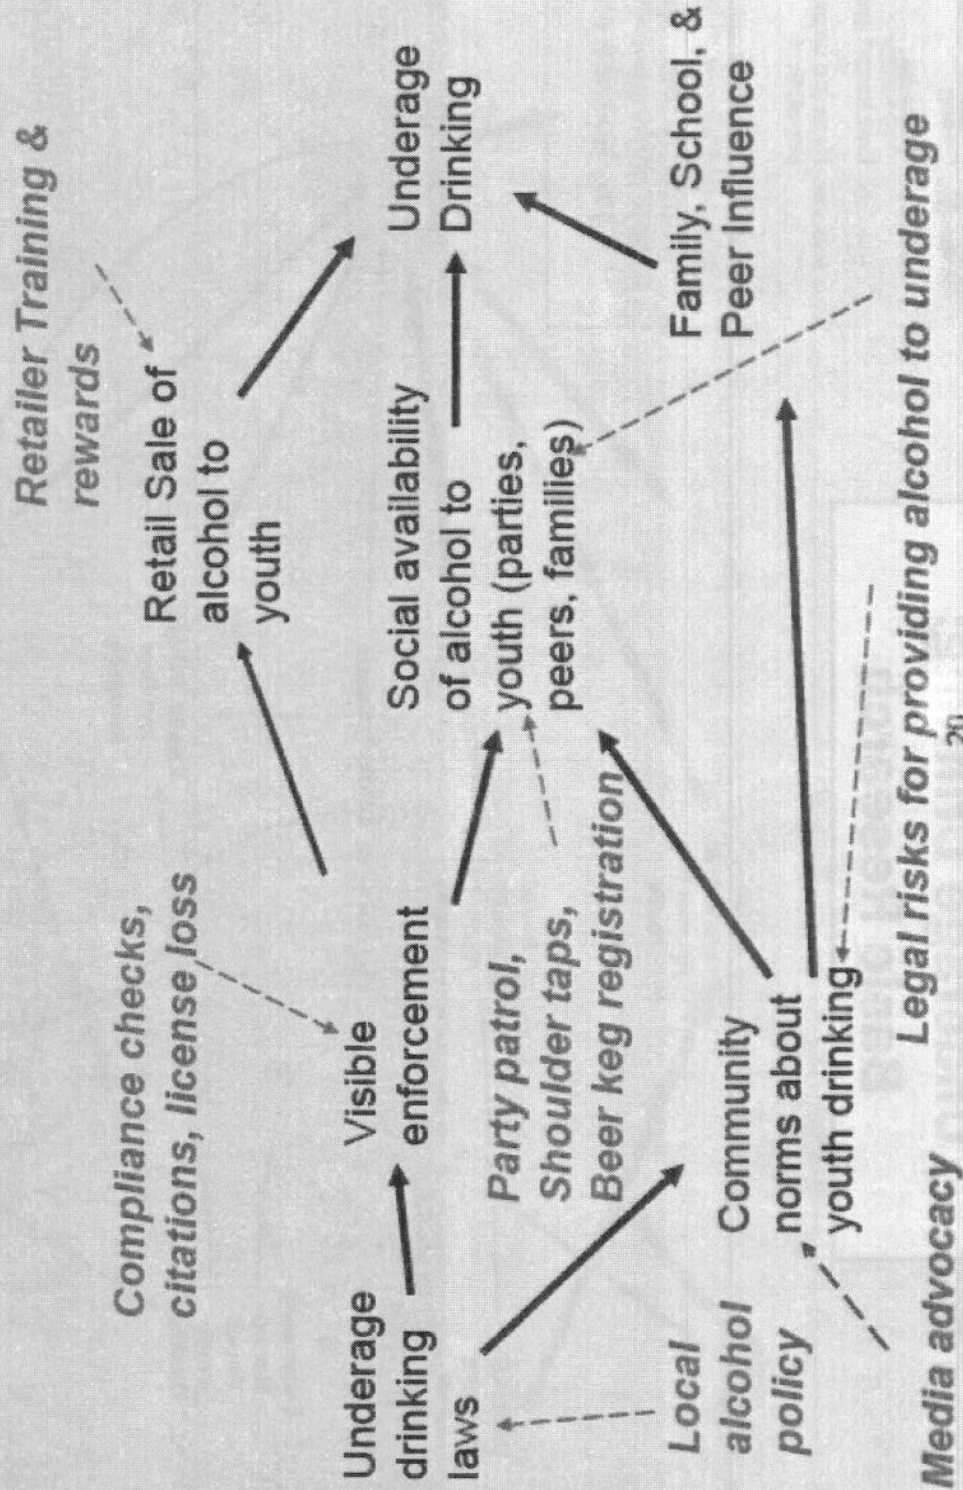 Retailer Training &
rewards
Compliance checks,
citations, license loss
Retail Sale of
alcohol to
youth
Underage
drinking
laws
Visible
enforcement
Social availability
of alcohol to
youth (parties,
peers, families)
Underage
Drinking
Party patrol,
Shoulder taps,
Beer keg registration
Local
alcohol
policy
Community
norms about
youth drinking
Family, School, &
Peer Influence
Media advocacy
Legal risks for providing alcohol to underage
29